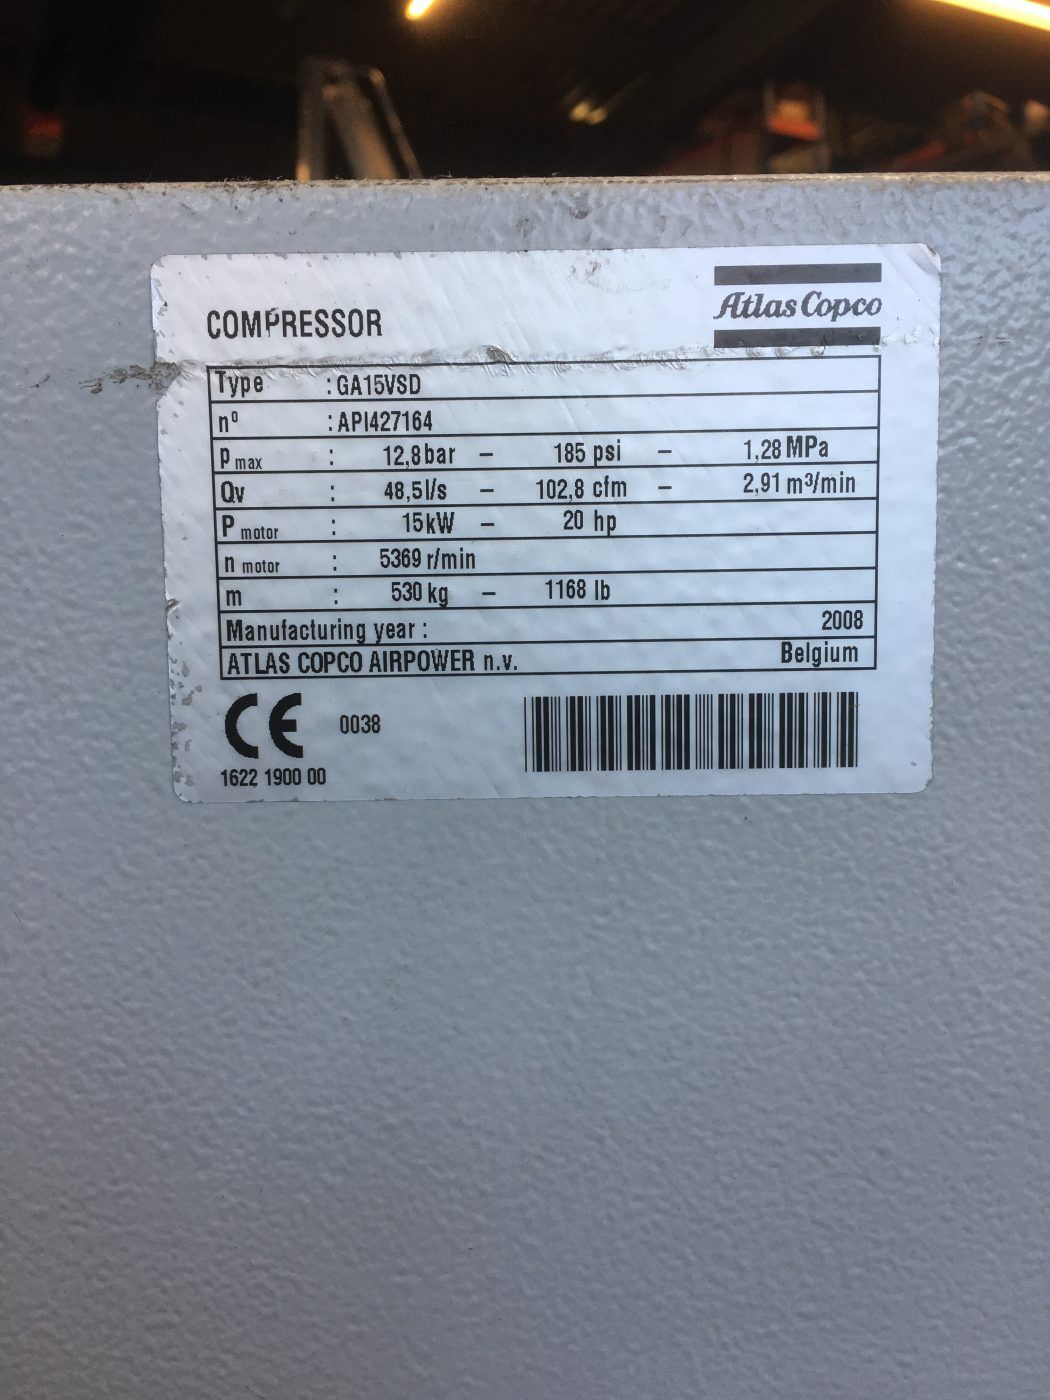 COMPRESSOR
Atlas Copco
Type : GA15VSD
nº : API427164
p max : 12,8 bar – 185 psi – 1,28 MPa
Qv : 48,5 l/s – 102,8 cfm – 2,91 m³/min
P motor : 15 kW – 20 hp
n motor : 5369 r/min
m : 530 kg – 1168 lb
Manufacturing year : 2008
ATLAS COPCO AIRPOWER n.v. Belgium
CE 0038
1622 1900 00